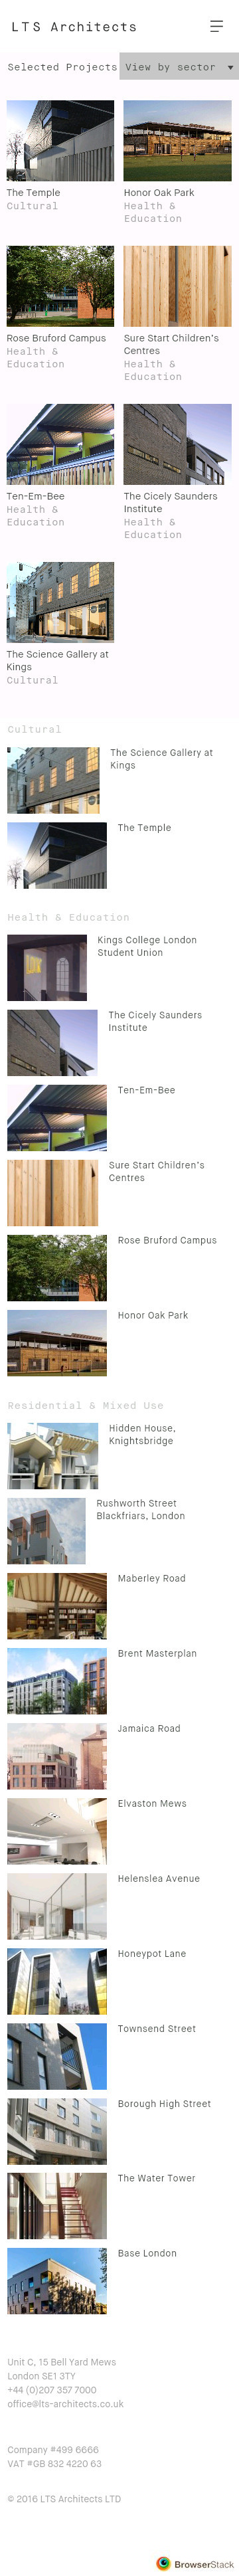 LTS Architects
Selected Projects
View by sector
The Temple
Cultural
Honor Oak Park
Health &
Education
Rose Bruford Campus
Health &
Education
Sure Start Children's
Centres
Health &
Education
Ten-Em-Bee
Health &
Education
The Cicely Saunders
Institute
Health &
Education
The Science Gallery at
Kings
Cultural
Cultural
The Science Gallery at
Kings
The Temple
Health & Education
Kings College London
Student Union
The Cicely Saunders
Institute
Ten-Em-Bee
Sure Start Children's
Centres
Rose Bruford Campus
Honor Oak Park
Residential & Mixed Use
Hidden House,
Knightsbridge
Rushworth Street
Blackfriars, London
Maberley Road
Brent Masterplan
Jamaica Road
Elvaston Mews
Helenslea Avenue
Honeypot Lane
Townsend Street
Borough High Street
The Water Tower
Base London
Unit C, 15 Bell Yard Mews
London SE1 3TY
+44 (0)207 357 7000
office@lts-architects.co.uk
Company #499 6666
VAT #GB 832 4220 63
© 2016 LTS Architects LTD
BrowserStack